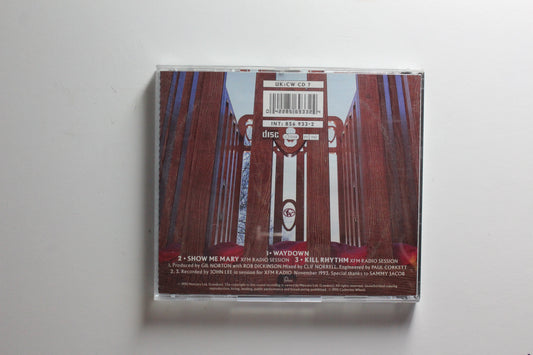 UK: CW CD 7
INT: 856 933-2
disc
1• WAYDOWN
2 • SHOW ME MARY XFM RADIO SESSION 3 • KILL RHYTHM XFM RADIO SESSION
1. Produced by GIL NORTON with ROB DICKINSON Mixed by CLIF NORRELL. Engineered by PAUL CORKETT
2, 3. Recorded by JOHN LEE in session for XFM RADIO November 1993. Special thanks to SAMMY JACOB